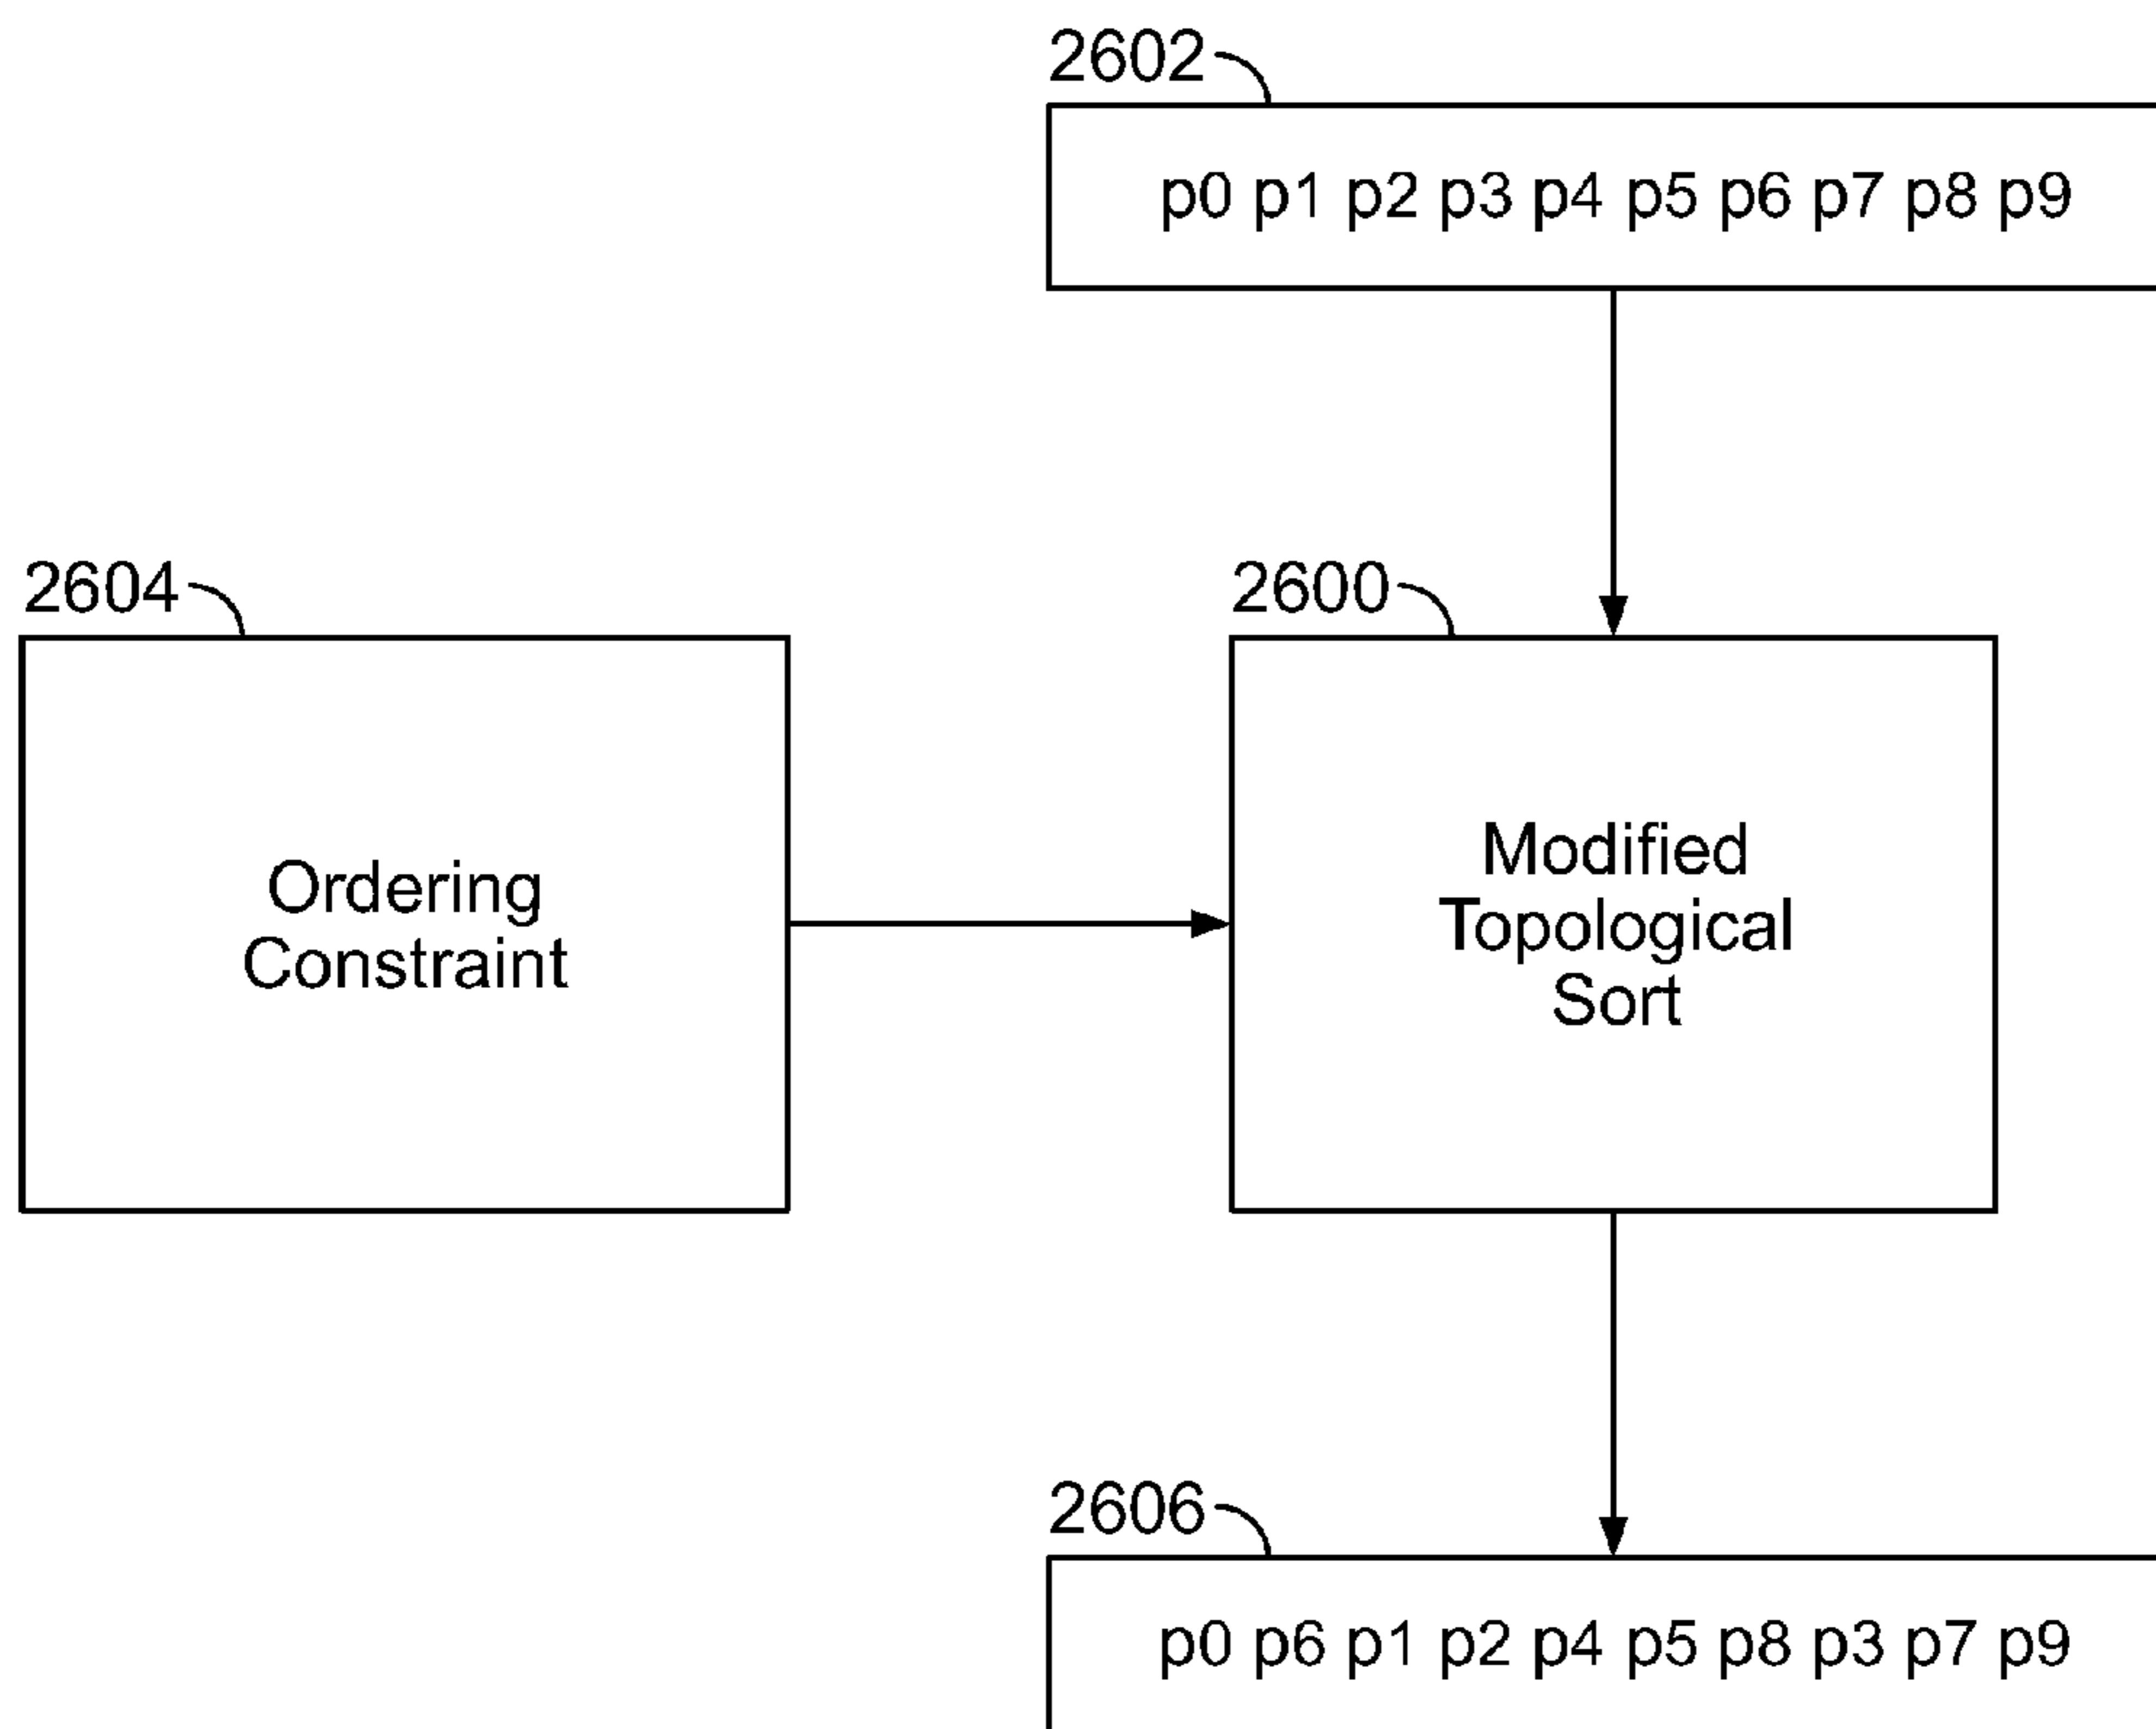 2602
p0 p1 p2 p3 p4 p5 p6 p7 p8 p9
2604
2600
Ordering
Constraint
Modified
Topological
Sort
2606
p0 p6 p1 p2 p4 p5 p8 p3 p7 p9